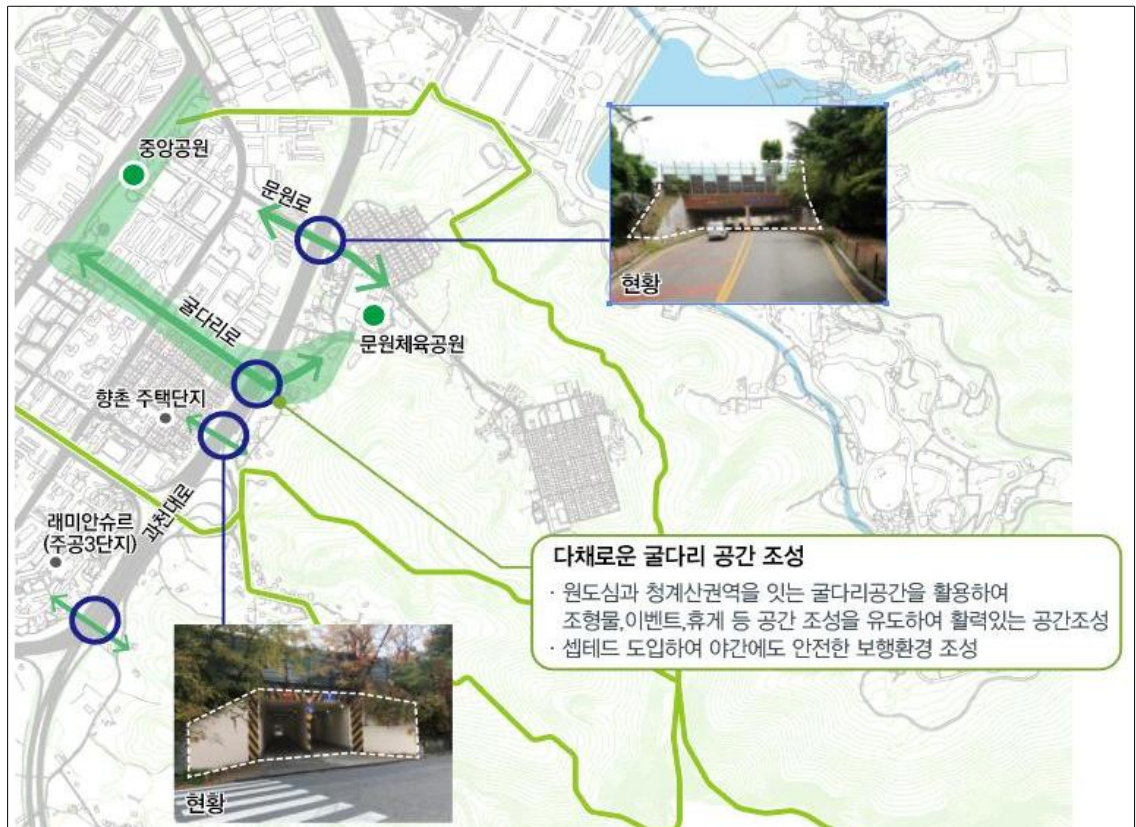 중앙공원
문원로
현황
굴다리로
문원체육공원
향촌 주택단지
과천대로
래미안슈르
(주공3단지)
다채로운 굴다리 공간 조성
· 원도심과 청계산권역을 잇는 굴다리공간을 활용하여
조형물,이벤트,휴게 등 공간 조성을 유도하여 활력있는 공간조성
· 셉테드 도입하여 야간에도 안전한 보행환경 조성
현황